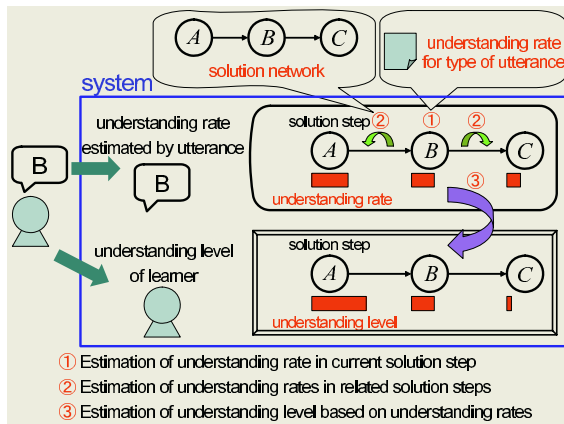 A B C
solution network
understanding rate
for type of utterance
system
understanding rate
estimated by utterance
B
B
solution step
② ① ②
A B C
understanding rate
③
understanding level
of learner
solution step
A B C
understanding level
① Estimation of understanding rate in current solution step
② Estimation of understanding rates in related solution steps
③ Estimation of understanding level based on understanding rates